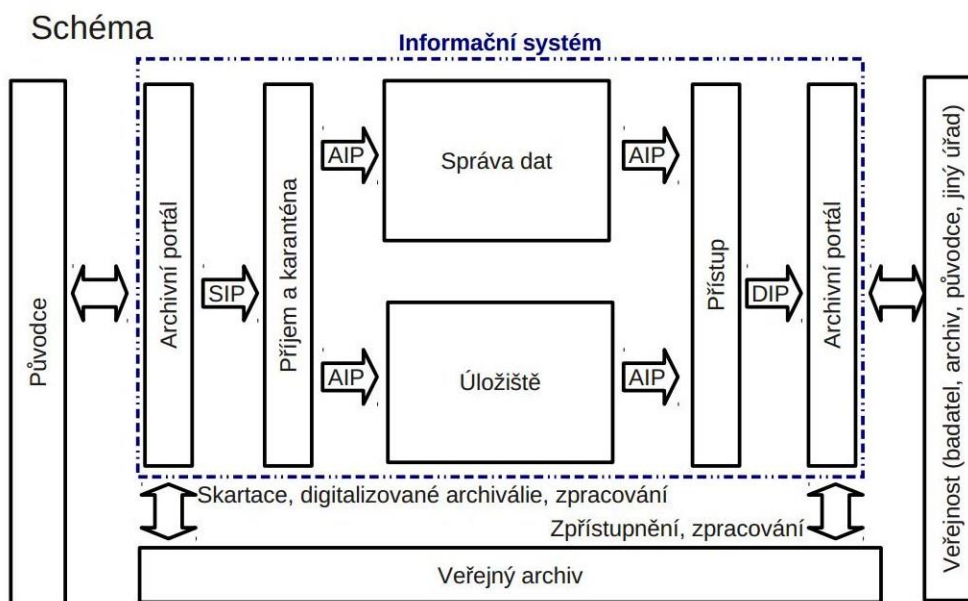 Schéma
Informační systém
Původce
Archivní portál
SIP
Příjem a karanténa
AIP
Správa dat
AIP
AIP
Úložiště
AIP
Přístup
DIP
Archivní portál
Veřejnost (badatel, archiv, původce, jiný úřad)
Skartace, digitalizované archiválie, zpracování
Zpřístupnění, zpracování
Veřejný archiv